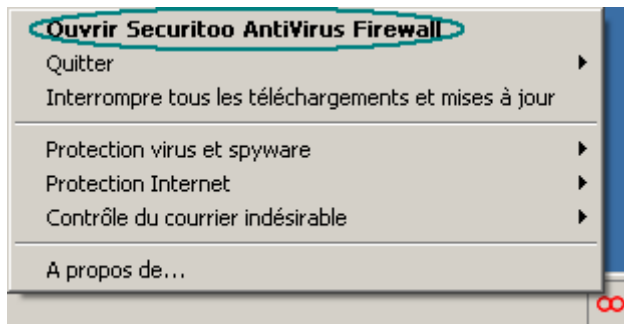 Ouvrir Securitoo AntiVirus Firewall
Quitter
Interrompre tous les téléchargements et mises à jour
Protection virus et spyware
Protection Internet
Contrôle du courrier indésirable
A propos de...